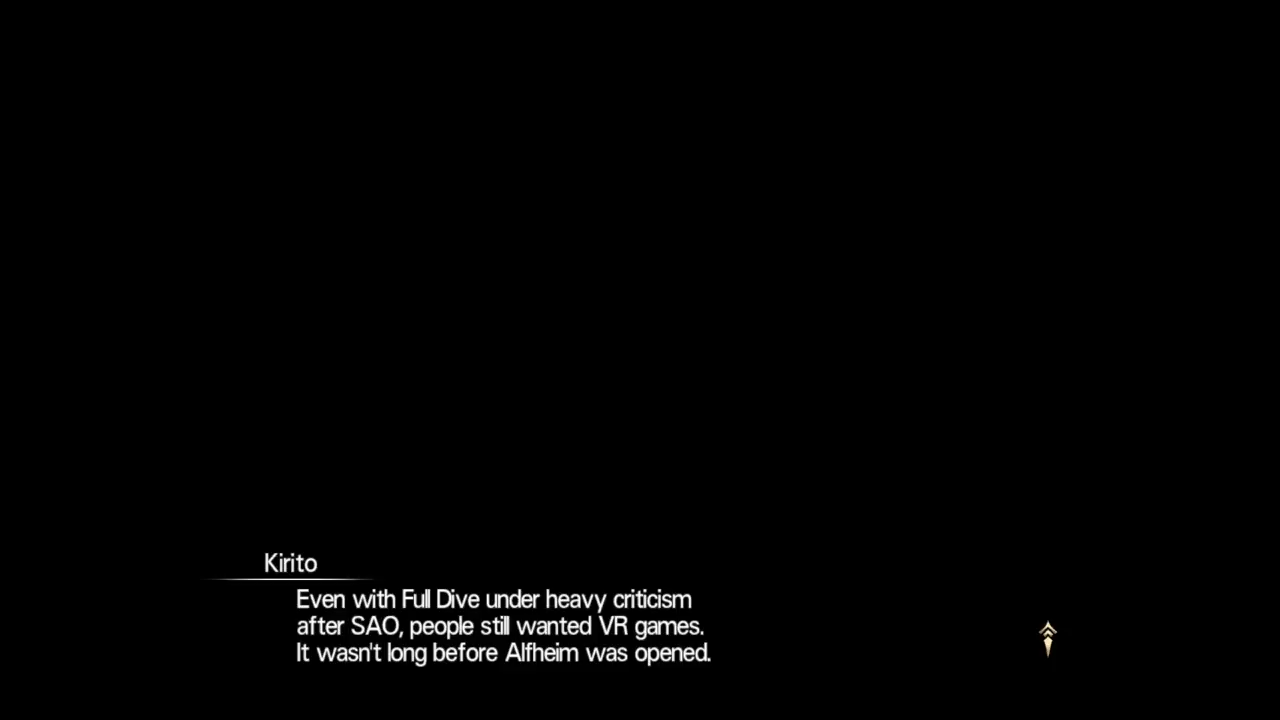 Kirito
Even with Full Dive under heavy criticism
after SAO, people still wanted VR games.
It wasn't long before Alfheim was opened.